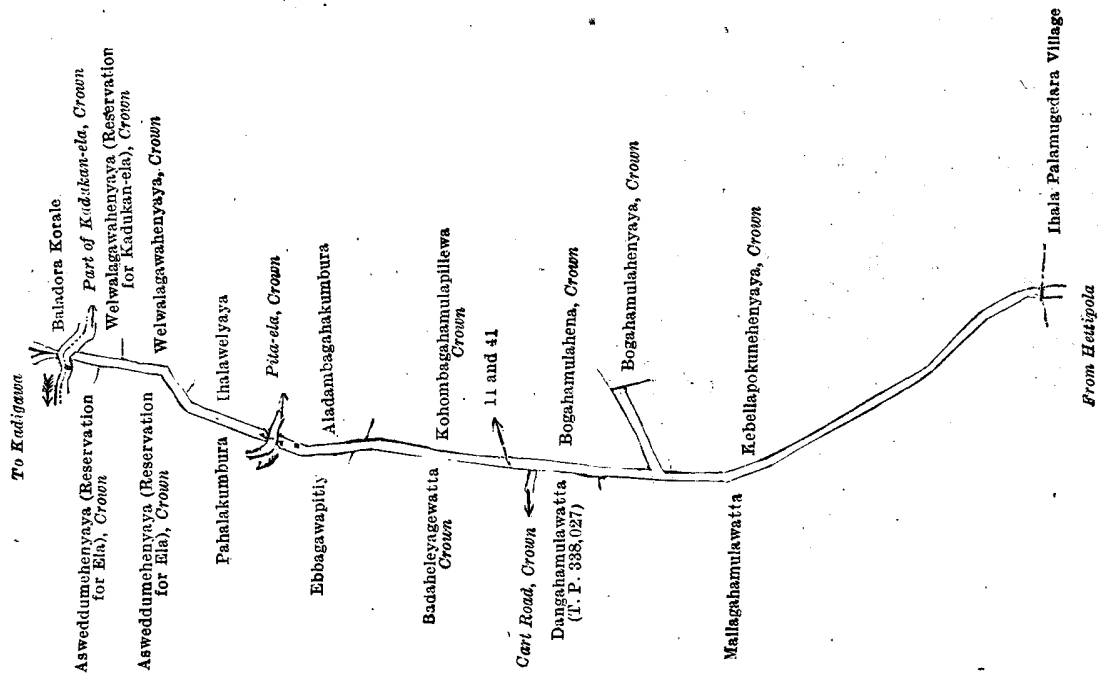 To Kadigawa
Baladora Korale
Part of Kadukan-ela, Crown
Welwalagawahenyaya (Reservation
for Kadukan-ela), Crown
Welwalagawahenyaya, Crown
Ihalawelyaya
Pita-ela, Crown
Aladambagahakumbura
Kohombagahamulapillewa
Crown
11 and 41
Bogahamulahena, Crown
Bogahamulahenyaya, Crown
Kebellapokunehenyaya, Crown
Ihala Palamugedara Village
Asweddumehenyaya (Reservation
for Ela), Crown
Asweddumehenyaya (Reservation
for Ela), Crown
Pahalakumbura
Ebbagawapitiy
Badaheleyagewatta
Crown
Cart Road, Crown
Dangahamulawatta
(T. P. 338,027)
Mallagahamulawatta
From Hettipola